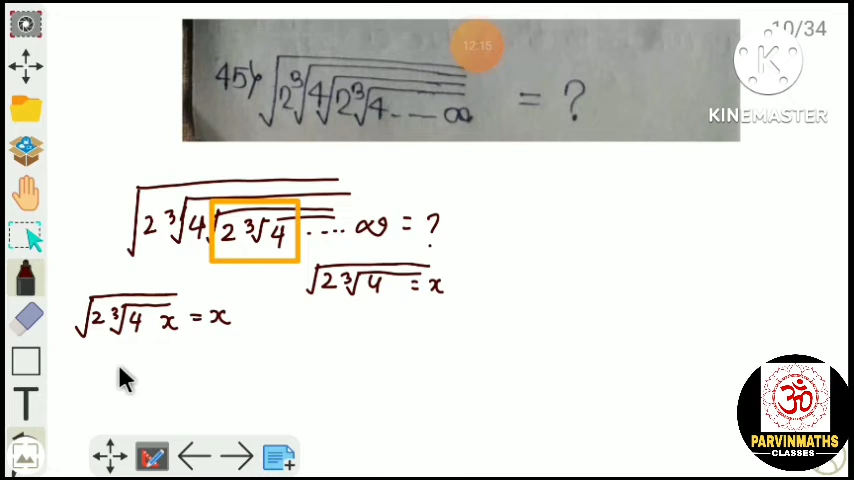 10/34
12:15
KINEMASTER
45) √2∛4√2∛4.. — ∞ = ?
√2∛4√2∛4 ..... ∞ = ?
√2∛4 = x
√2∛4 x = x
ॐ
PARVINMATHS
CLASSES
T